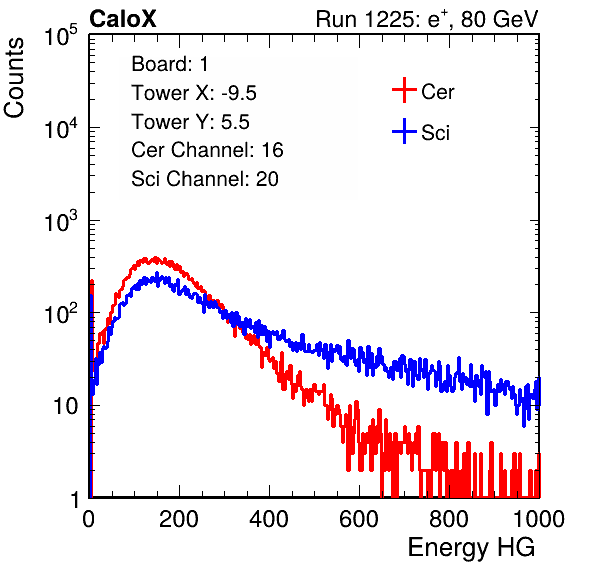 CaloX Run 1225: e⁺, 80 GeV
Counts
Board: 1
Tower X: -9.5
Tower Y: 5.5
Cer Channel: 16
Sci Channel: 20
Cer
Sci
10⁵
10⁴
10³
10²
10
1
0 200 400 600 800 1000
Energy HG